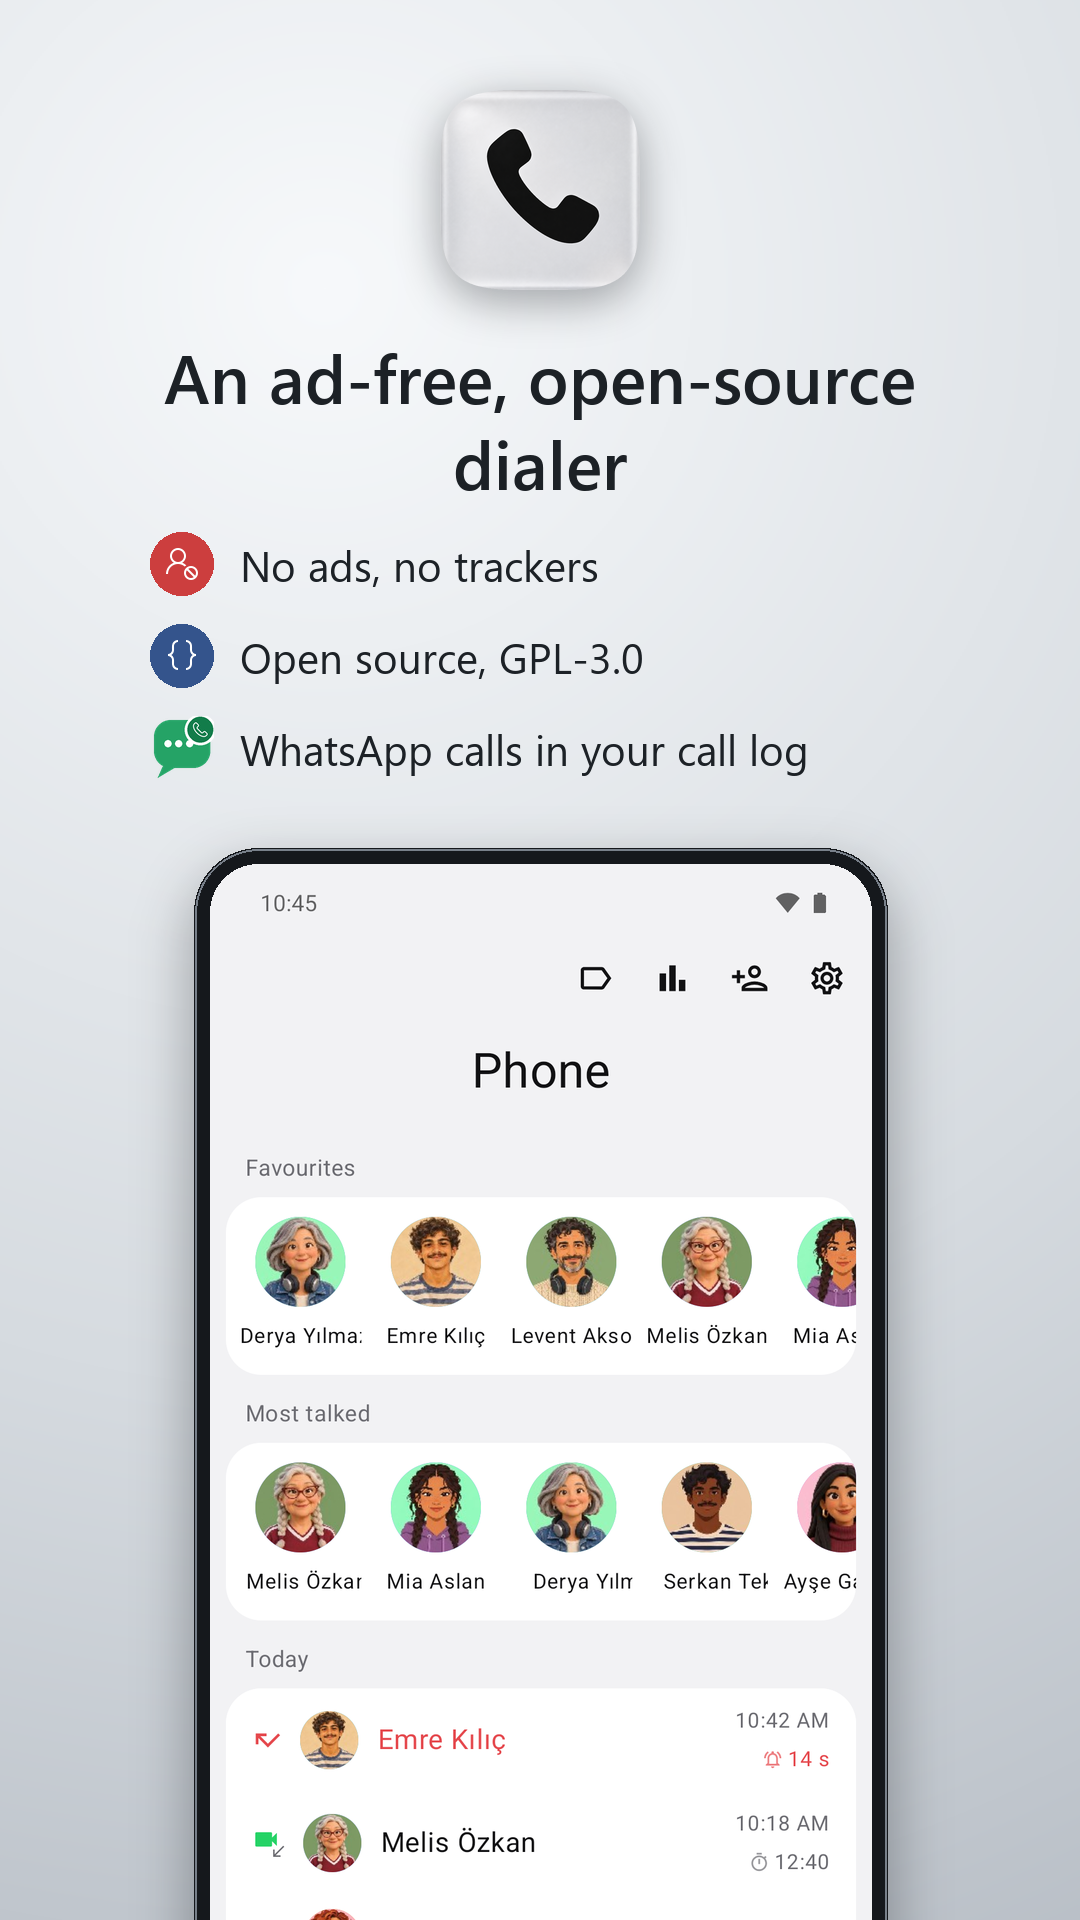 An ad-free, open-source
dialer
No ads, no trackers
Open source, GPL-3.0
WhatsApp calls in your call log
10:45
Phone
Favourites
Derya Yılmaz Emre Kılıç Levent Akso Melis Özkan Mia As
Most talked
Melis Özkan Mia Aslan Derya Yılm Serkan Tek Ayşe Ga
Today
Emre Kılıç 10:42 AM
14 s
Melis Özkan 10:18 AM
12:40